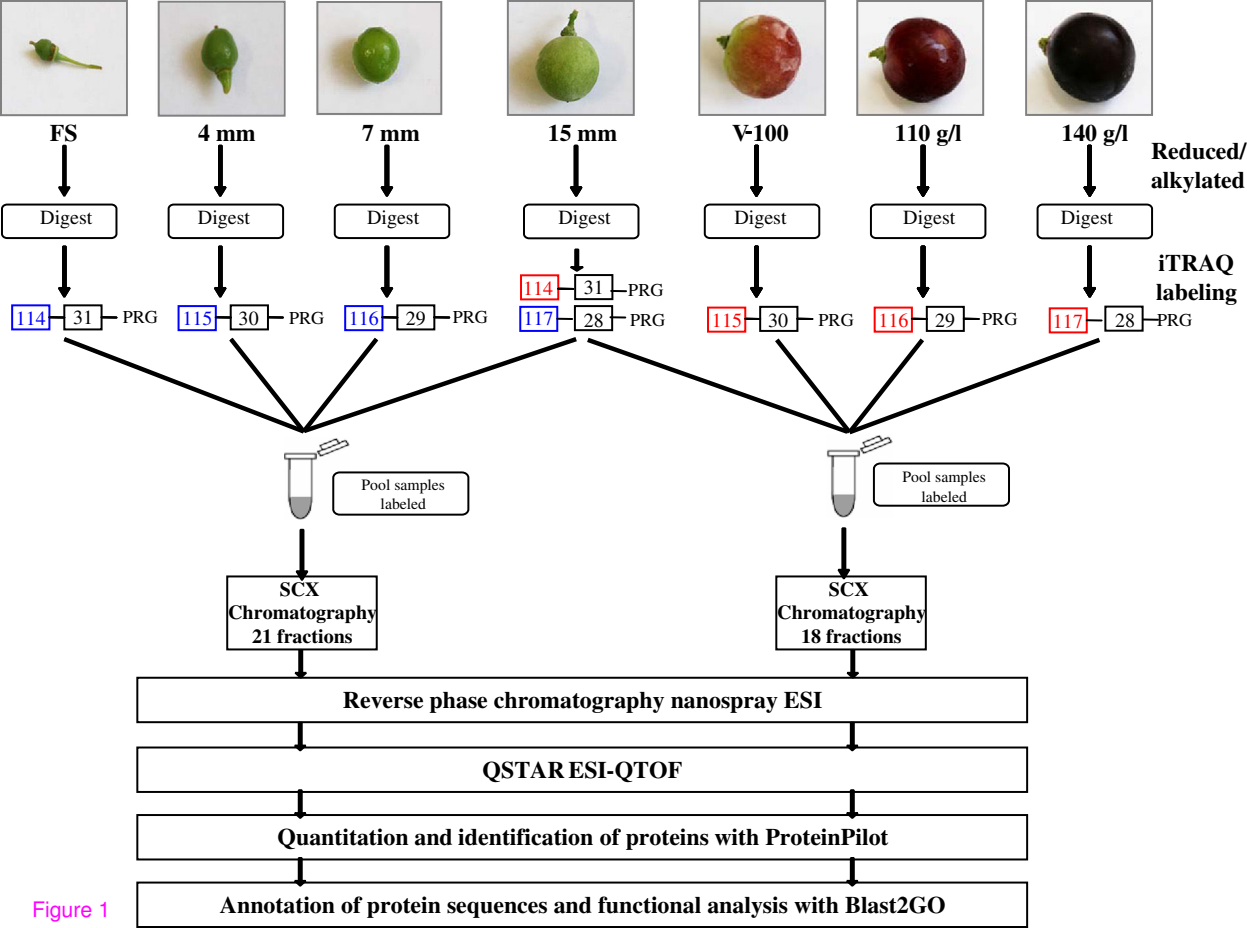 FS
4 mm
7 mm
15 mm
V-100
110 g/l
140 g/l
Reduced/
alkylated
Digest
Digest
Digest
Digest
Digest
Digest
Digest
iTRAQ
labeling
114 31 PRG
115 30 PRG
116 29 PRG
114 31 PRG
117 28 PRG
115 30 PRG
116 29 PRG
117 28 PRG
Pool samples
labeled
Pool samples
labeled
SCX
Chromatography
21 fractions
SCX
Chromatography
18 fractions
Reverse phase chromatography nanospray ESI
QSTAR ESI-QTOF
Quantitation and identification of proteins with ProteinPilot
Annotation of protein sequences and functional analysis with Blast2GO
Figure 1